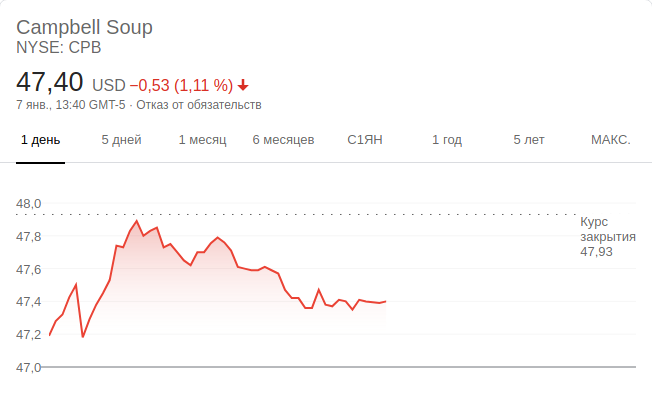 Campbell Soup
NYSE: CPB
47,40 USD −0,53 (1,11 %)
7 янв., 13:40 GMT-5 · Отказ от обязательств
1 день 5 дней 1 месяц 6 месяцев С1ЯН 1 год 5 лет МАКС.
48,0
Курс
47,8 закрытия
47,93
47,6
47,4
47,2
47,0